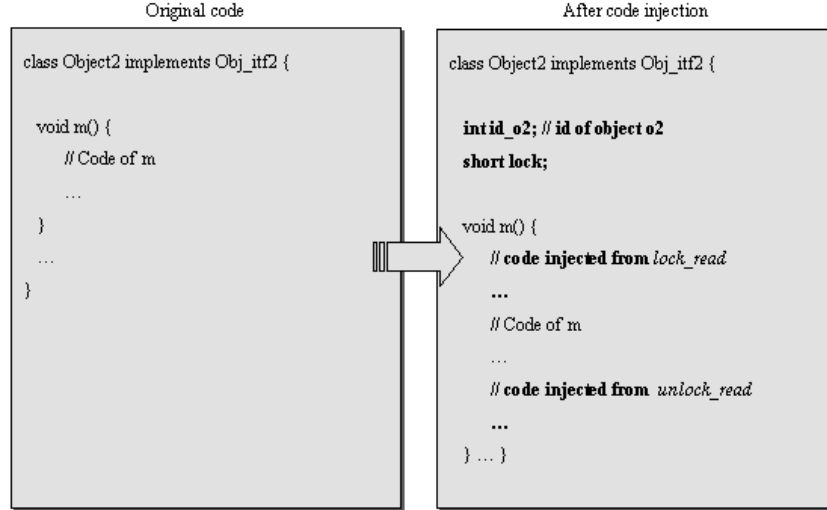 Original code
class Object2 implements Obj_itf2 {
void m() {
// Code of m
…
}
…
}
After code injection
class Object2 implements Obj_itf2 {
int id_o2; // id of object o2
short lock;
void m() {
// code injected from lock_read
…
// Code of m
…
// code injected from unlock_read
…
} … }